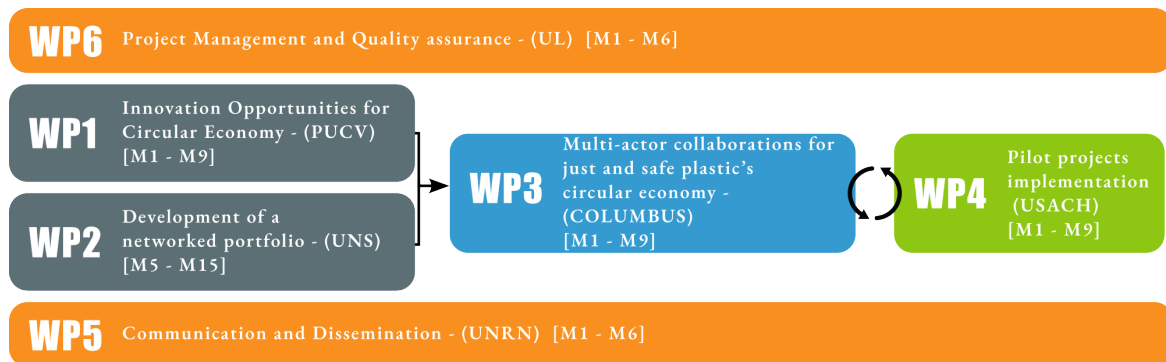 WP6 Project Management and Quality assurance - (UL) [M1 - M6]
WP1
Innovation Opportunities for
Circular Economy - (PUCV)
[M1 - M9]
WP2
Development of a
networked portfolio - (UNS)
[M5 - M15]
WP3
Multi-actor collaborations for
just and safe plastic's
circular economy -
(COLUMBUS)
[M1 - M9]
WP4
Pilot projects
implementation
(USACH)
[M1 - M9]
WP5 Communication and Dissemination - (UNRN) [M1 - M6]